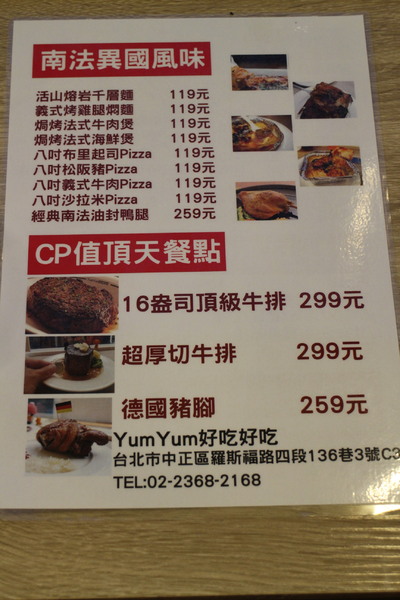 南法異國風味
活山熔岩千層麵 119元
義式烤雞腿燜麵 119元
焗烤法式牛肉煲 119元
焗烤法式海鮮煲 119元
八吋布里起司Pizza 119元
八吋松阪豬Pizza 119元
八吋義式牛肉Pizza 119元
八吋沙拉米Pizza 119元
經典南法油封鴨腿 259元
CP值頂天餐點
16盎司頂級牛排 299元
超厚切牛排 299元
德國豬腳 259元
YumYum好吃好吃
台北市中正區羅斯福路四段136巷3號C3
TEL:02-2368-2168